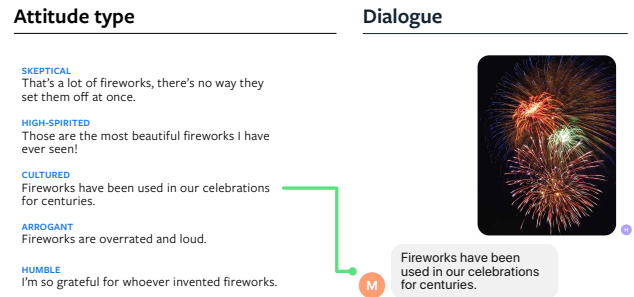 Attitude type
Dialogue
SKEPTICAL
That's a lot of fireworks, there's no way they
set them off at once.
HIGH-SPIRITED
Those are the most beautiful fireworks I have
ever seen!
CULTURED
Fireworks have been used in our celebrations
for centuries.
ARROGANT
Fireworks are overrated and loud.
HUMBLE
I'm so grateful for whoever invented fireworks.
H
M
Fireworks have been
used in our celebrations
for centuries.